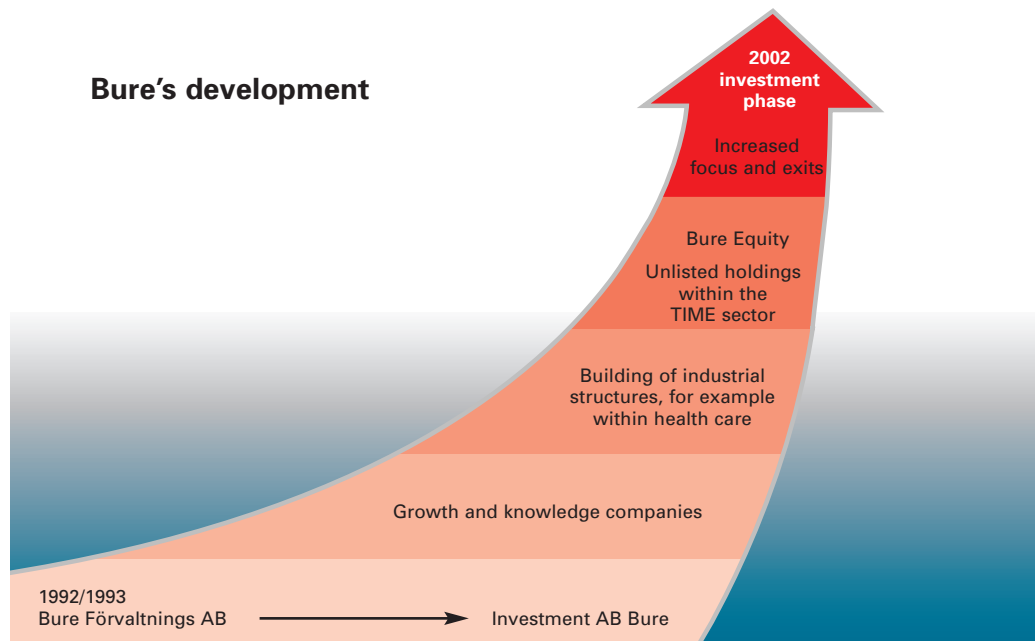 Bure's development
2002
investment
phase
Increased
focus and exits
Bure Equity
Unlisted holdings
within the
TIME sector
Building of industrial
structures, for example
within health care
Growth and knowledge companies
1992/1993
Bure Förvaltnings AB
Investment AB Bure